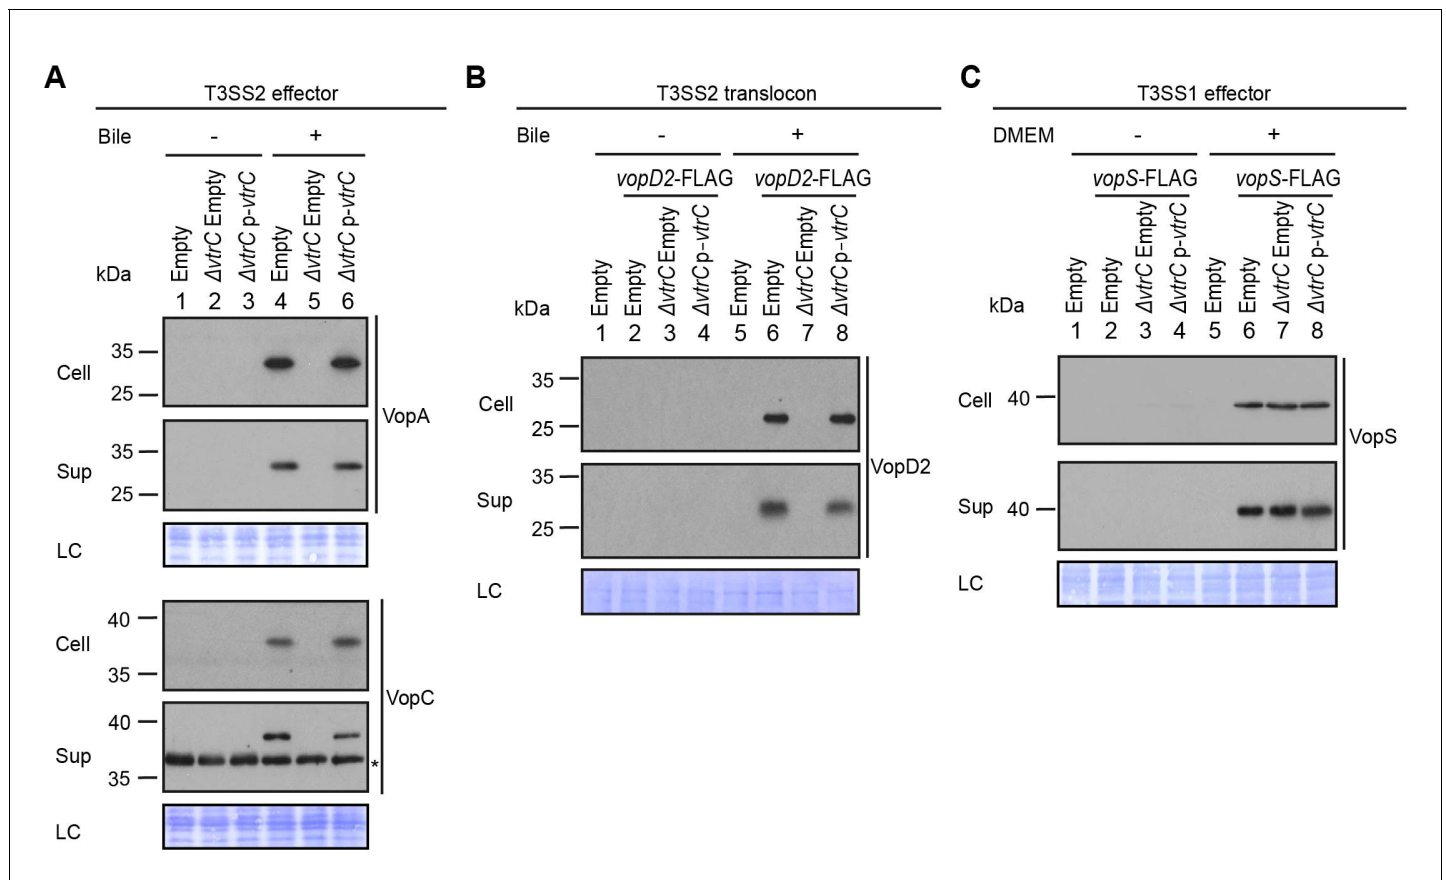 A
T3SS2 effector
Bile - +
Empty
ΔvtrC Empty
ΔvtrC p-vtrC
Empty
ΔvtrC Empty
ΔvtrC p-vtrC
kDa
1 2 3 4 5 6
Cell
35
25
Sup
35
25
VopA
LC
Cell
40
35
Sup
40
35
*
VopC
LC
B
T3SS2 translocon
Bile - +
vopD2-FLAG vopD2-FLAG
Empty
Empty
ΔvtrC Empty
ΔvtrC p-vtrC
Empty
Empty
ΔvtrC Empty
ΔvtrC p-vtrC
kDa
1 2 3 4 5 6 7 8
Cell
35
25
Sup
35
25
VopD2
LC
C
T3SS1 effector
DMEM - +
vopS-FLAG vopS-FLAG
Empty
Empty
ΔvtrC Empty
ΔvtrC p-vtrC
Empty
Empty
ΔvtrC Empty
ΔvtrC p-vtrC
kDa
1 2 3 4 5 6 7 8
Cell 40
Sup 40
VopS
LC